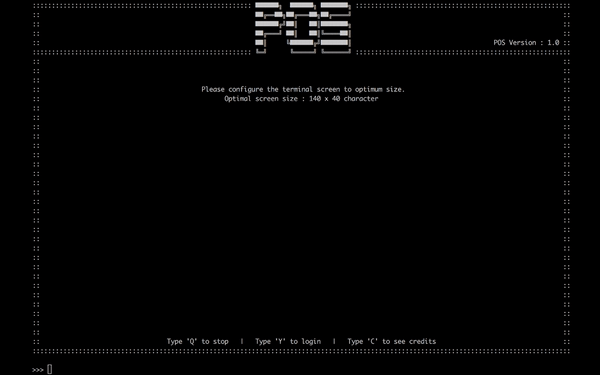 POS
POS Version : 1.0
Please configure the terminal screen to optimum size.
Optimal screen size : 140 x 40 character
Type 'Q' to stop | Type 'Y' to login | Type 'C' to see credits
>>>